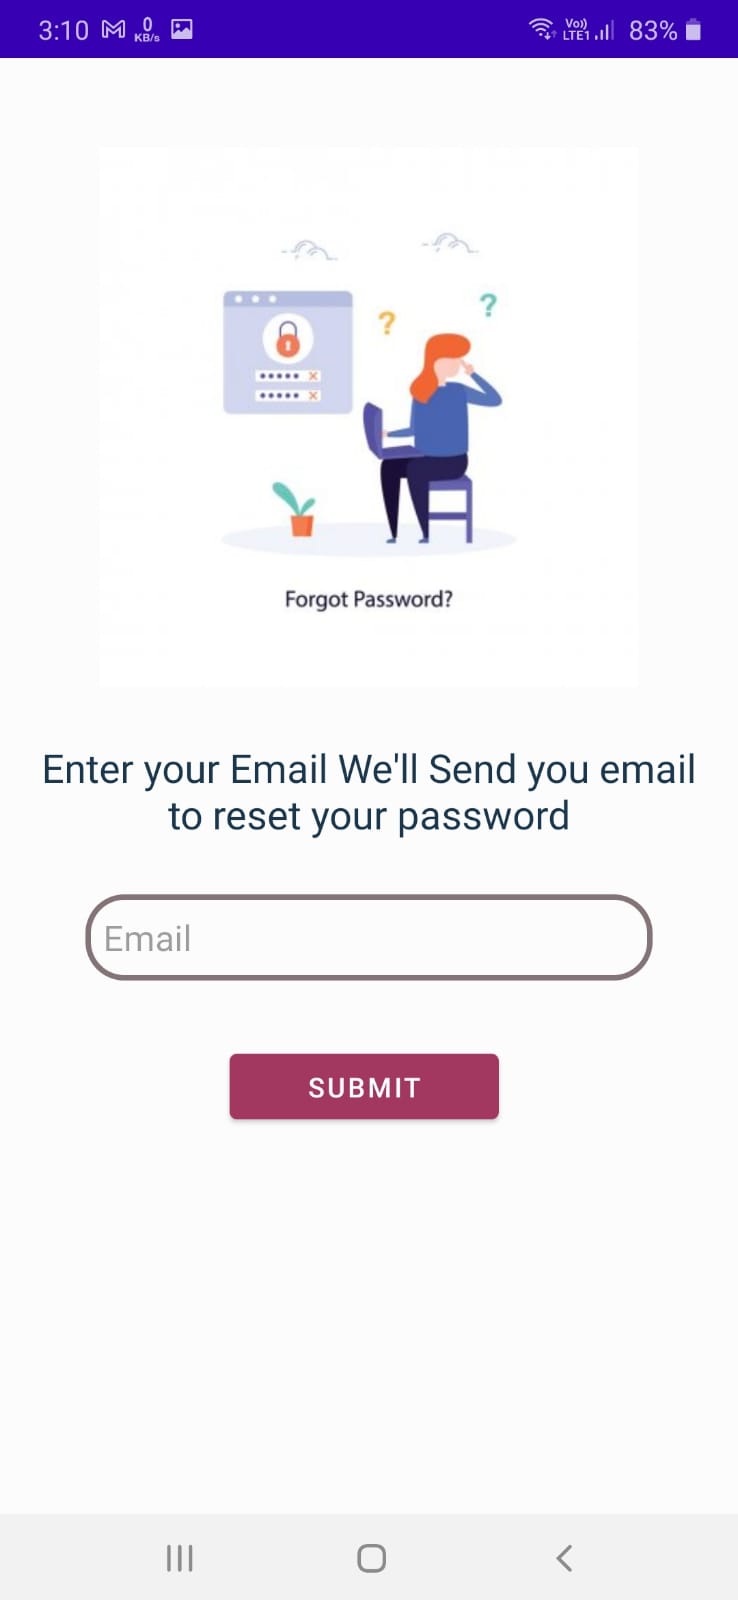 3:10 0 KB/s Vo)) LTE1 83%
? ?
••••• X
••••• X
Forgot Password?
Enter your Email We'll Send you email
to reset your password
Email
SUBMIT